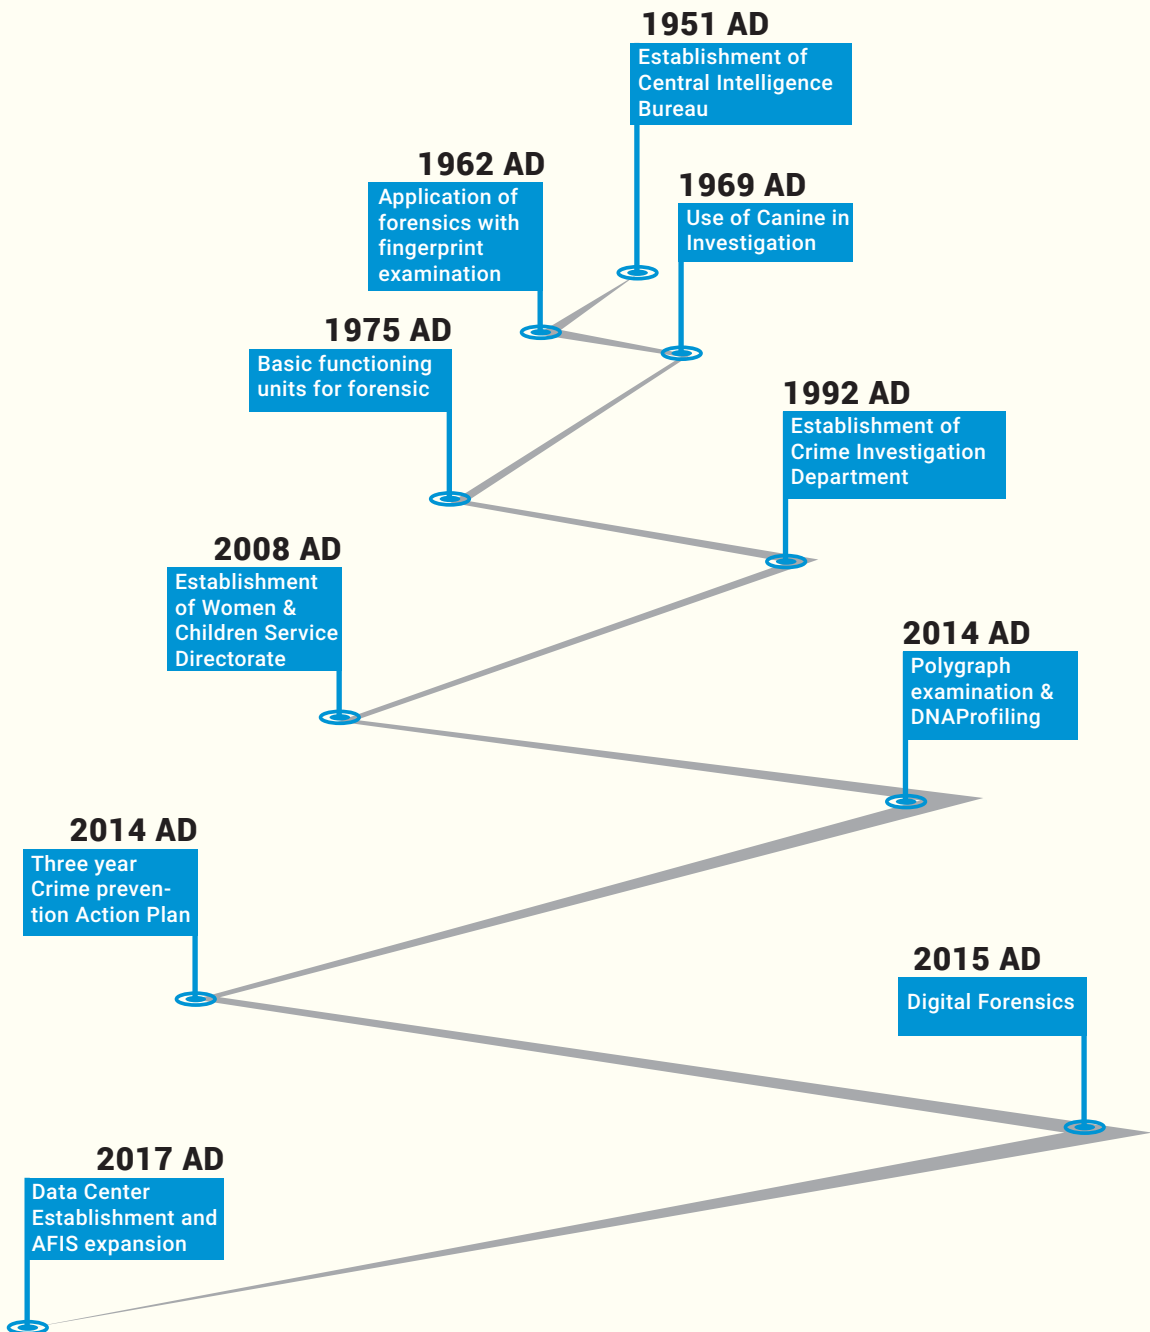 1951 AD
Establishment of
Central Intelligence
Bureau
1962 AD
Application of
forensics with
fingerprint
examination
1969 AD
Use of Canine in
Investigation
1975 AD
Basic functioning
units for forensic
1992 AD
Establishment of
Crime Investigation
Department
2008 AD
Establishment
of Women &
Children Service
Directorate
2014 AD
Polygraph
examination &
DNAProfiling
2014 AD
Three year
Crime preven-
tion Action Plan
2015 AD
Digital Forensics
2017 AD
Data Center
Establishment and
AFIS expansion